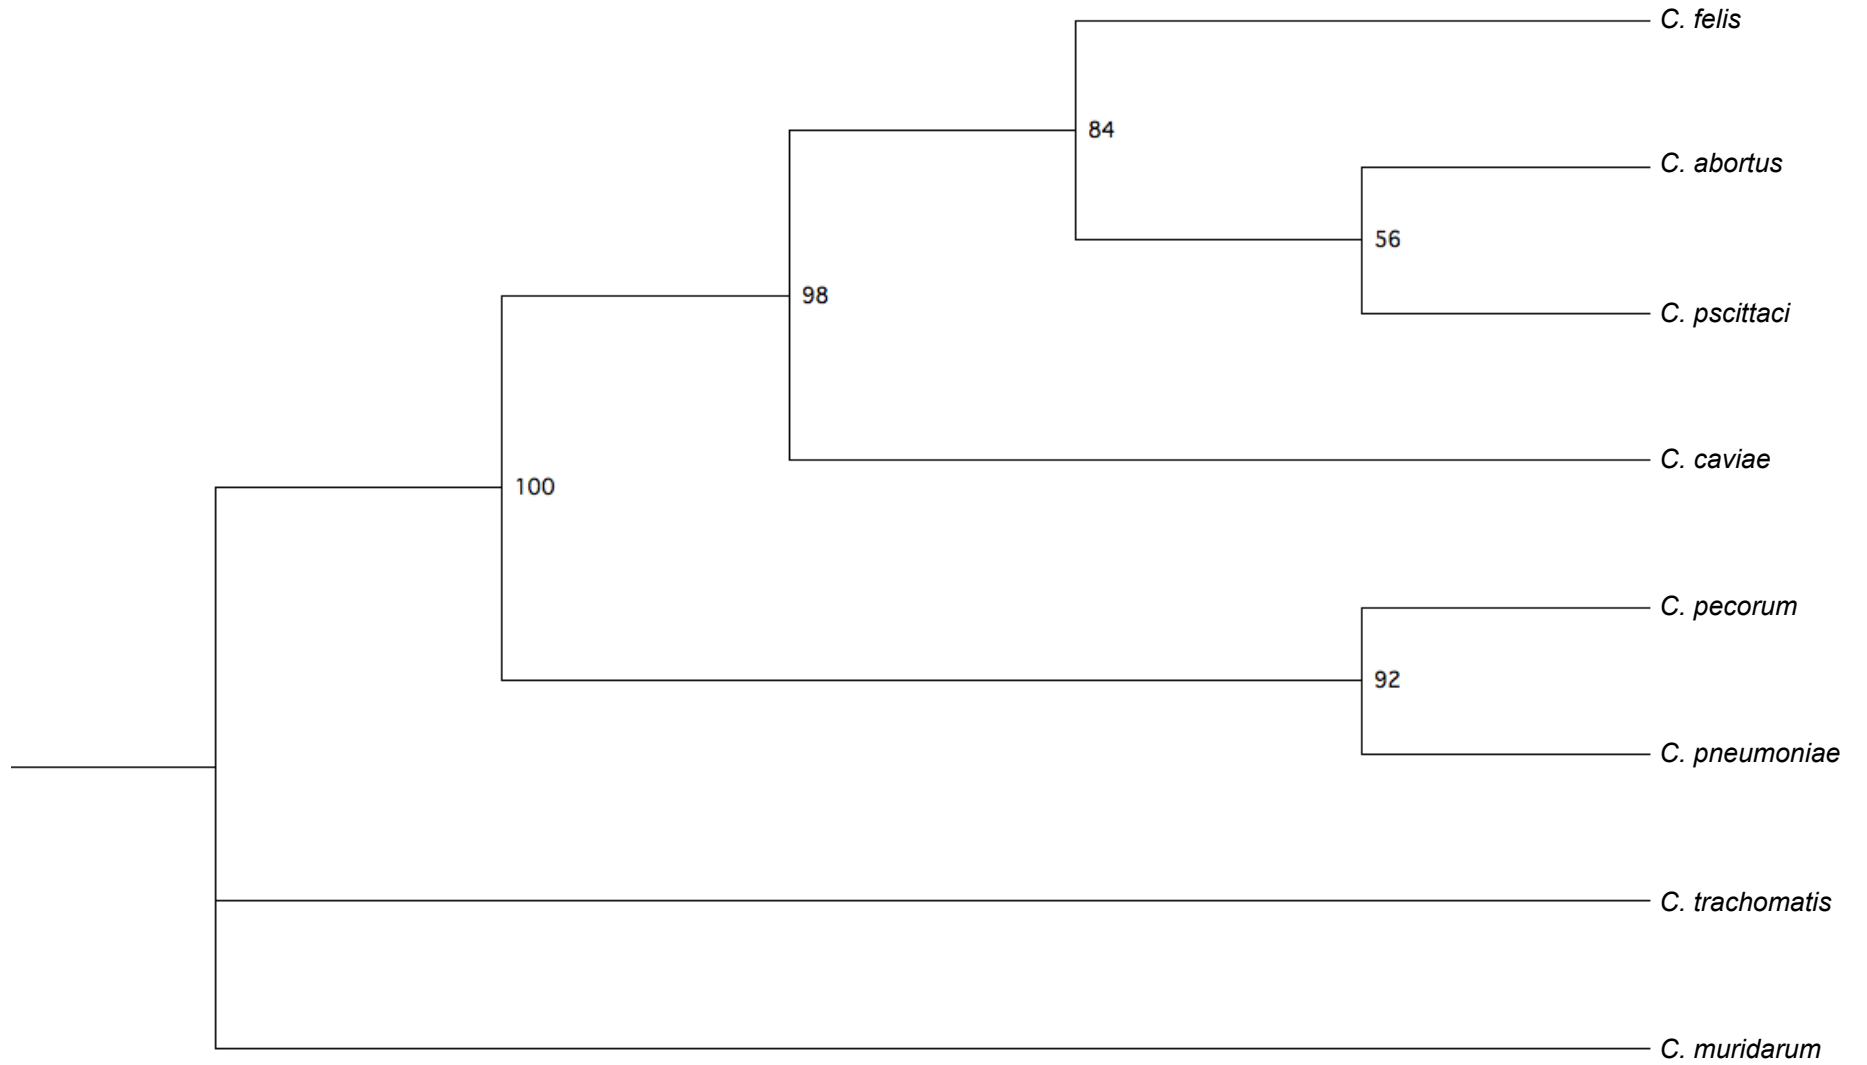 C. felis
84
C. abortus
56
C. pscittaci
98
C. caviae
100
C. pecorum
92
C. pneumoniae
C. trachomatis
C. muridarum